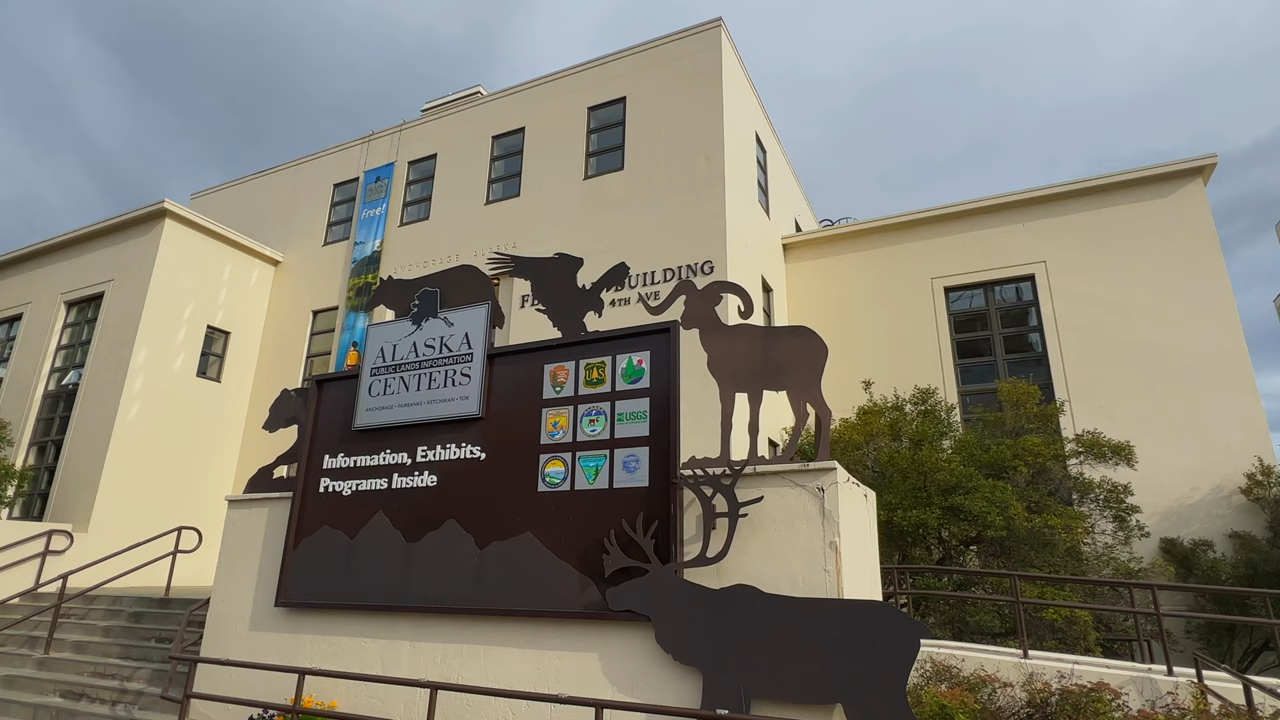 Free!
ANCHORAGE ALASKA
BUILDING
4TH AVE
ALASKA
PUBLIC LANDS INFORMATION
CENTERS
ANCHORAGE • FAIRBANKS • KETCHIKAN • TOK
Information, Exhibits,
Programs Inside
UAS
USGS